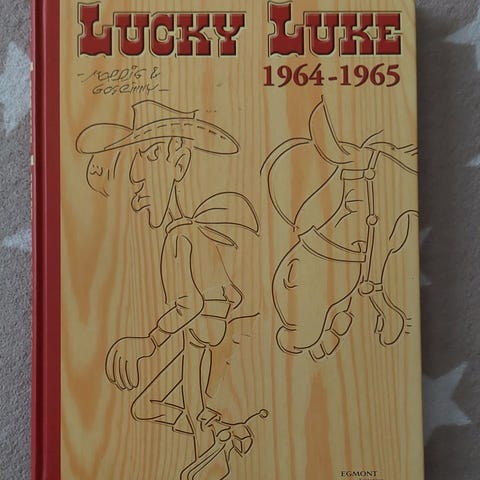 LUCKY LUKE
1964-1965
MORRIS &
GOSCINNY
EGMONT